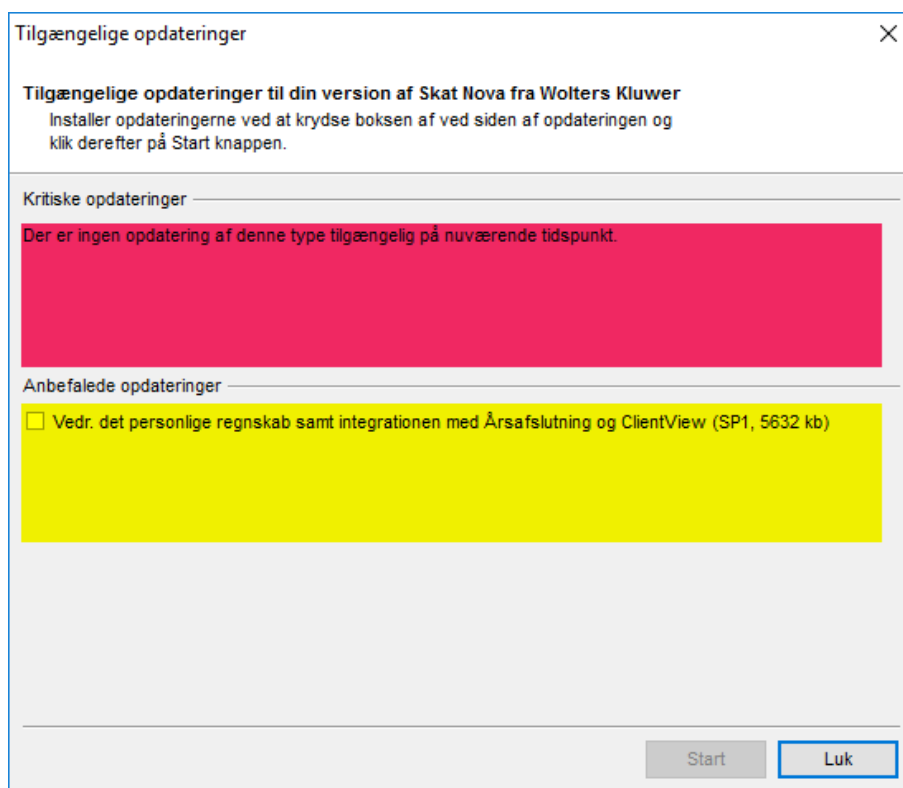 Tilgængelige opdateringer
Tilgængelige opdateringer til din version af Skat Nova fra Wolters Kluwer
Installer opdateringerne ved at krydse boksen af ved siden af opdateringen og
klik derefter på Start knappen.
Kritiske opdateringer
Der er ingen opdatering af denne type tilgængelig på nuværende tidspunkt.
Anbefalede opdateringer
Vedr. det personlige regnskab samt integrationen med Årsafslutning og ClientView (SP1, 5632 kb)
Start
Luk